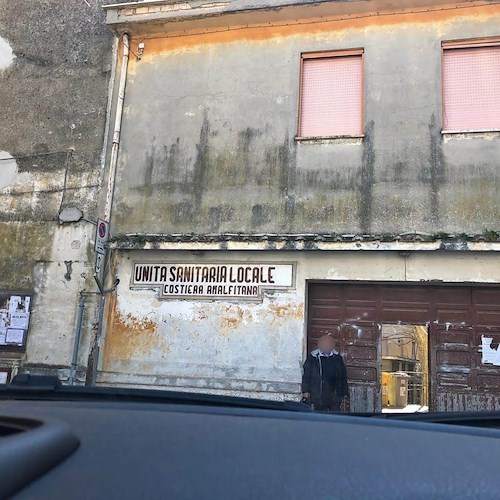 UNITA SANITARIA LOCALE
COSTIERA AMALFITANA